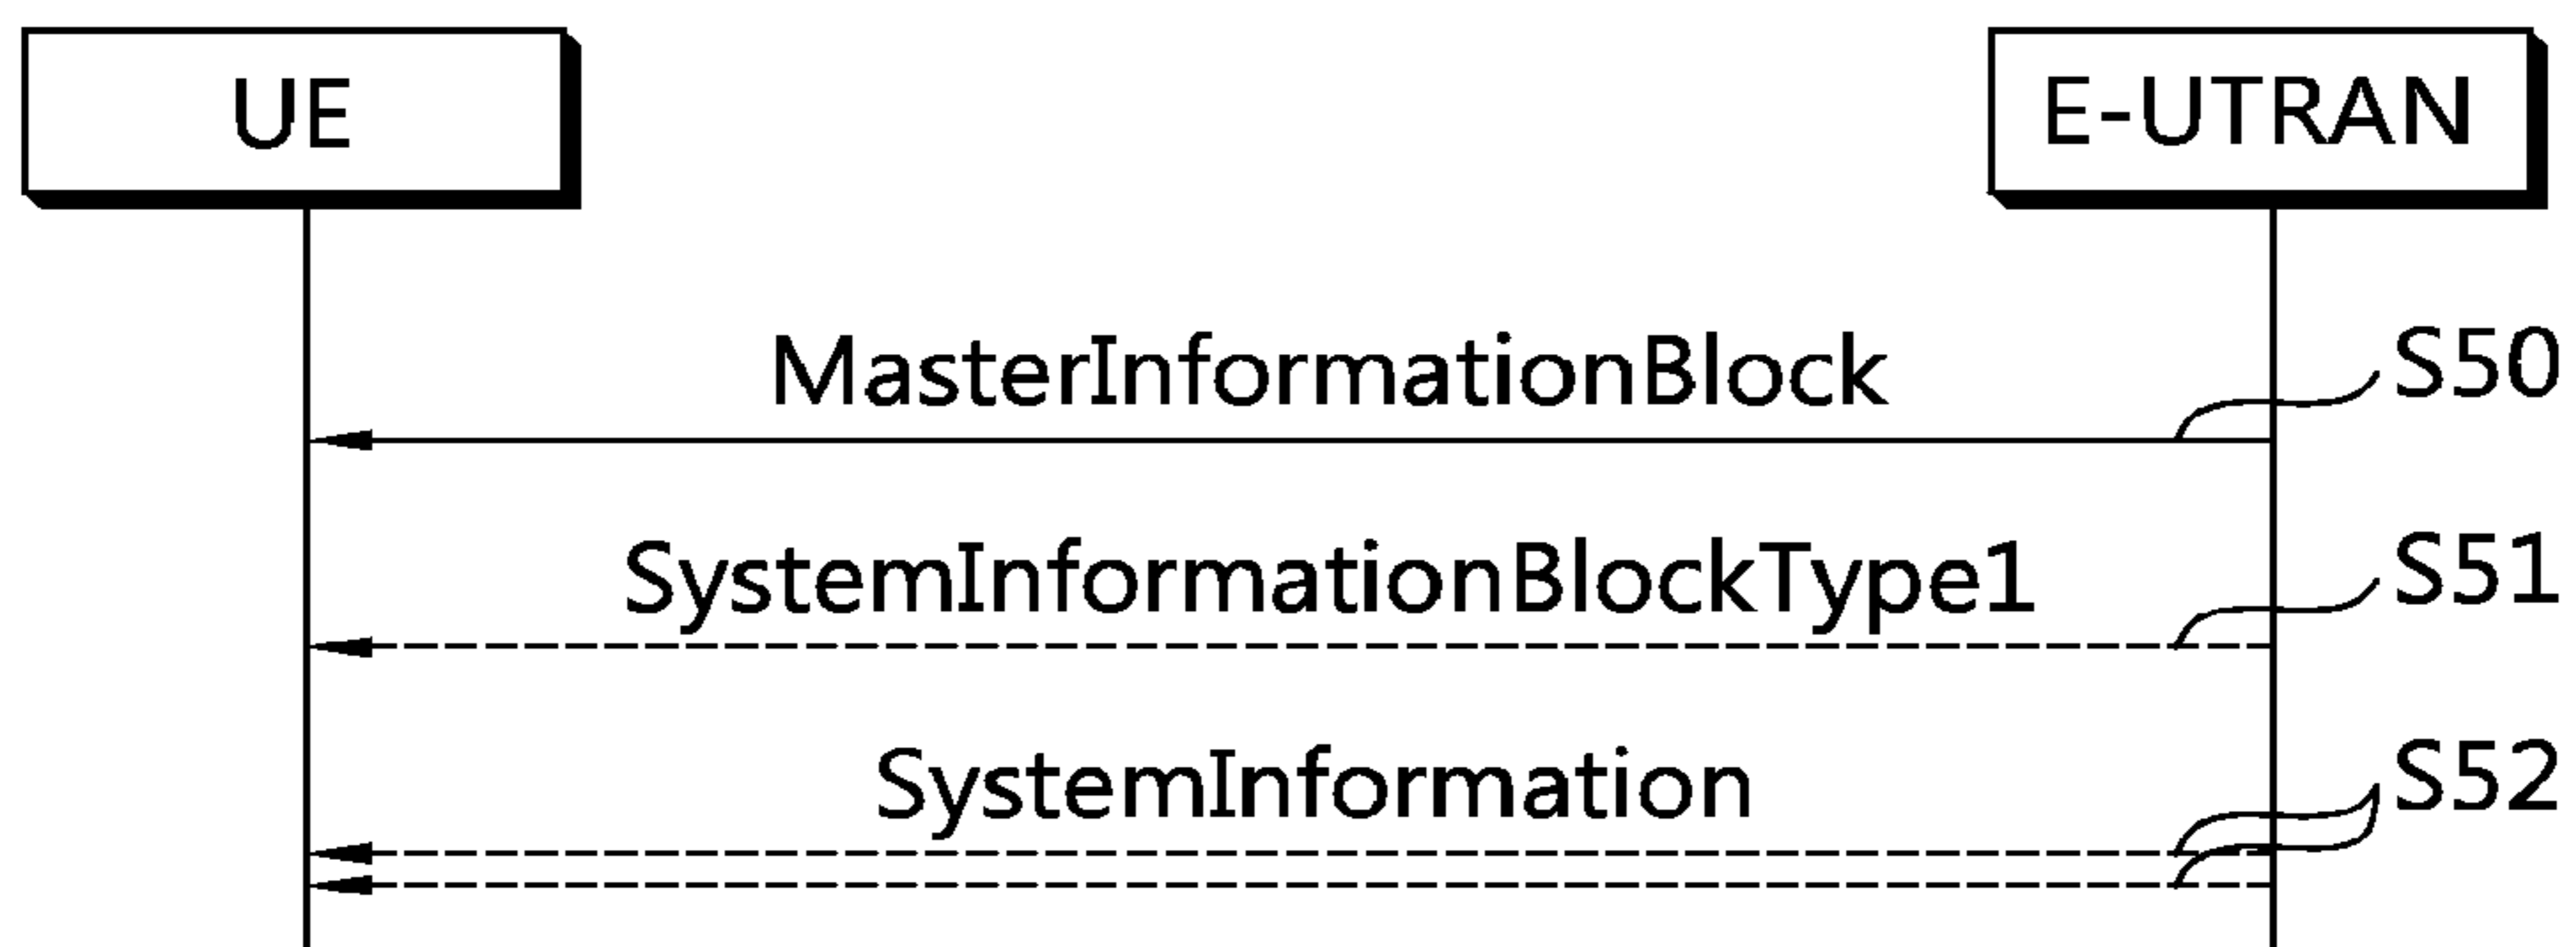 UE
E-UTRAN
MasterInformationBlock
S50
SystemInformationBlockType1
S51
SystemInformation
S52